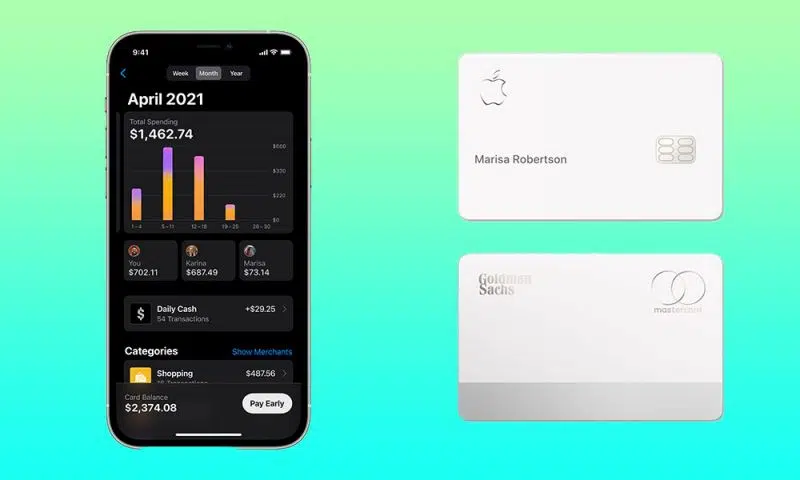 9:41
Week Month Year
April 2021
Total Spending
$1,462.74
$660
$330
$220
$0
1–4 5–11 12–18 19–25 26–30
You
$702.11
Karina
$687.49
Marisa
$73.14
Daily Cash
+$29.25
54 Transactions
Categories
Show Merchants
Shopping
$487.56
Card Balance
$2,374.08
Pay Early
Marisa Robertson
Goldman
Sachs
mastercard